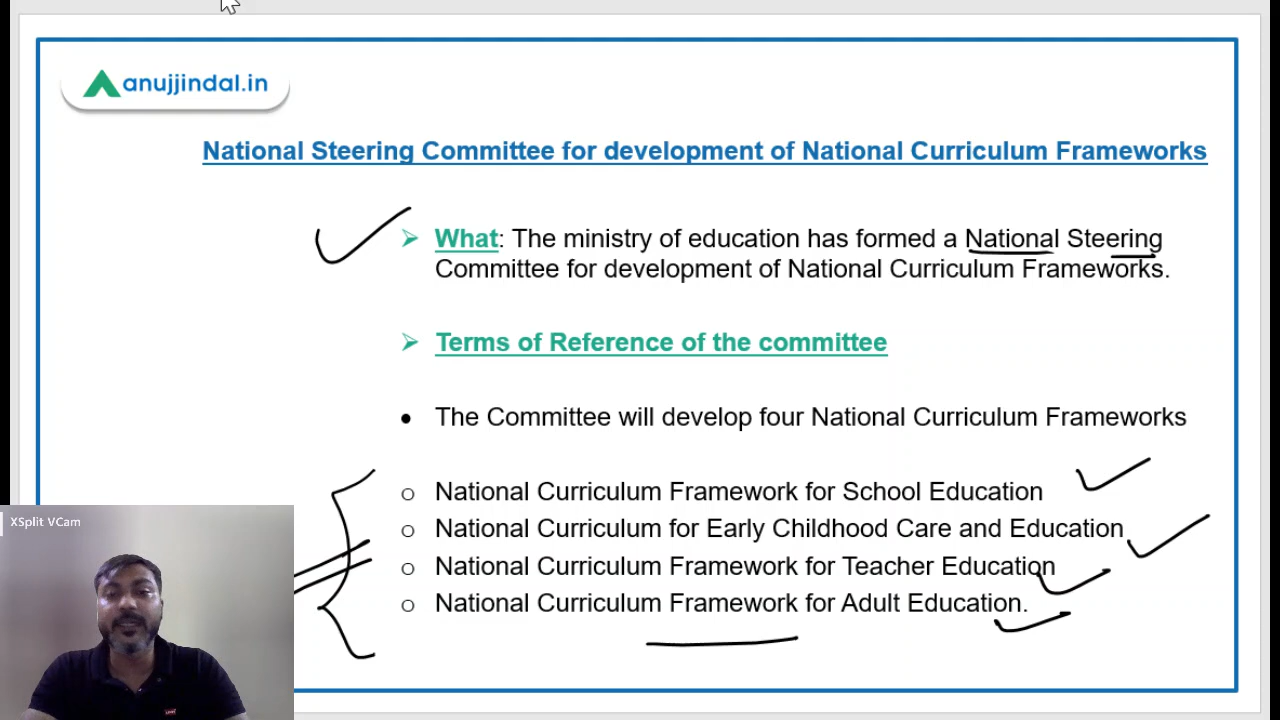 anujjindal.in
National Steering Committee for development of National Curriculum Frameworks
What: The ministry of education has formed a National Steering
Committee for development of National Curriculum Frameworks.
Terms of Reference of the committee
The Committee will develop four National Curriculum Frameworks
National Curriculum Framework for School Education
National Curriculum for Early Childhood Care and Education
National Curriculum Framework for Teacher Education
National Curriculum Framework for Adult Education.
XSplit VCam